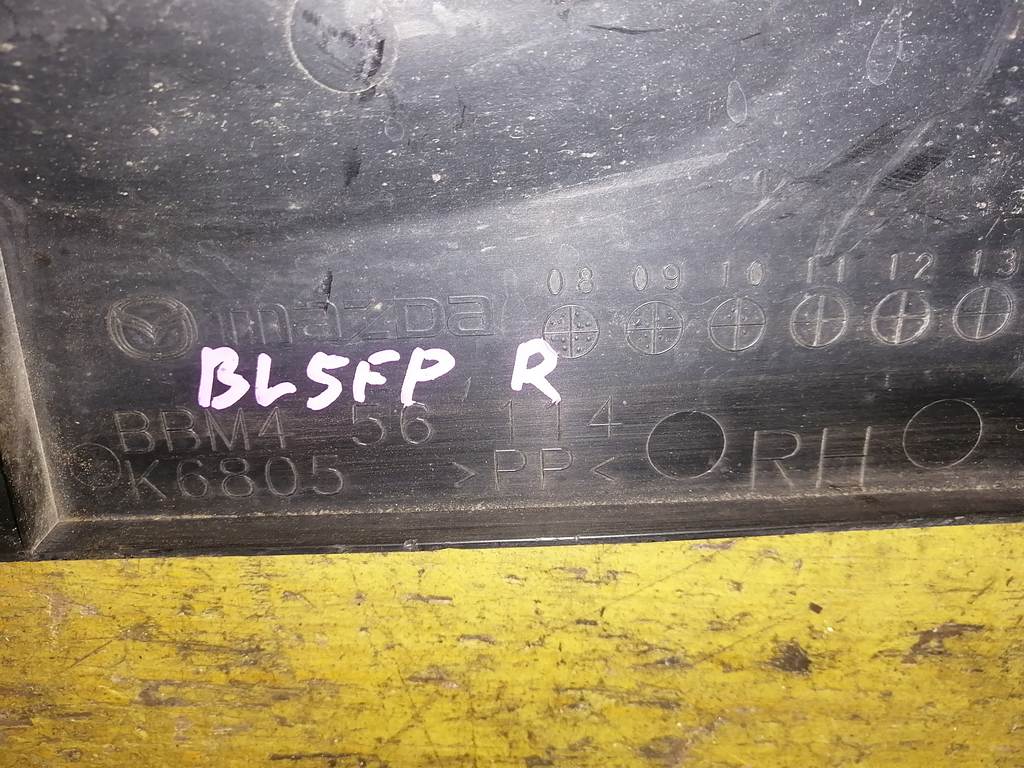 08 09 10 11 12 13
mazda
BL5FP R
BBM4 56 114
K6805 >PP< RH